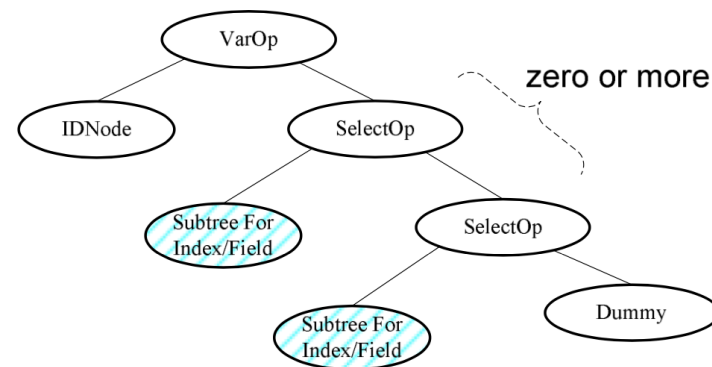 VarOp
zero or more
IDNode
SelectOp
Subtree For
Index/Field
SelectOp
Subtree For
Index/Field
Dummy